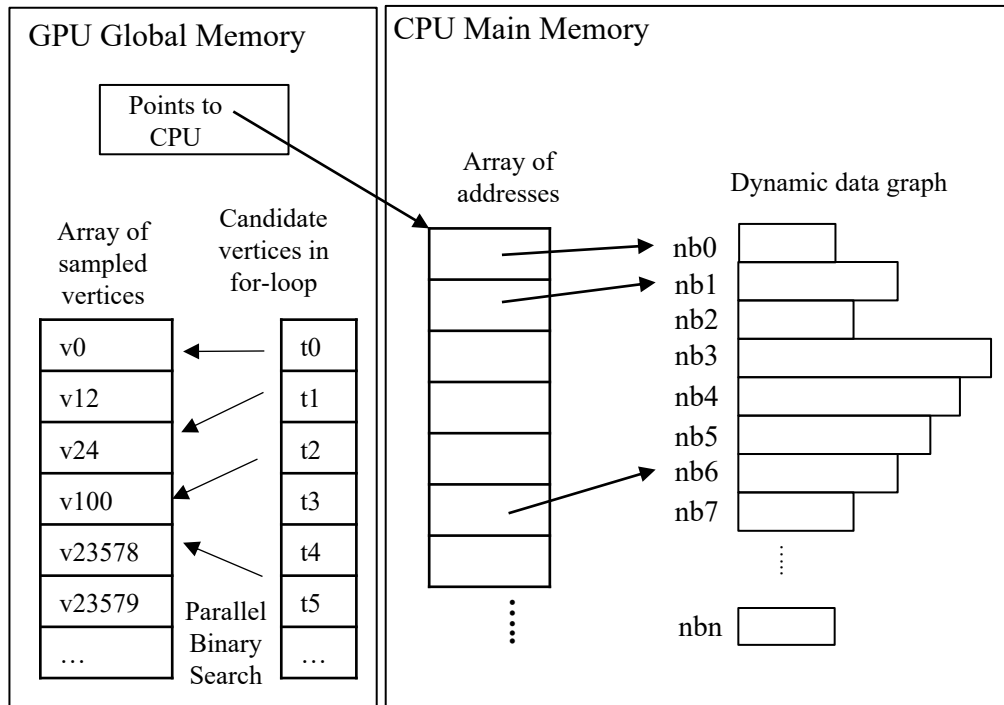 GPU Global Memory
Points to
CPU
Array of
sampled
vertices
Candidate
vertices in
for-loop
v0
v12
v24
v100
v23578
v23579
…
t0
t1
t2
t3
t4
t5
…
Parallel
Binary
Search
CPU Main Memory
Array of
addresses
Dynamic data graph
nb0
nb1
nb2
nb3
nb4
nb5
nb6
nb7
nbn